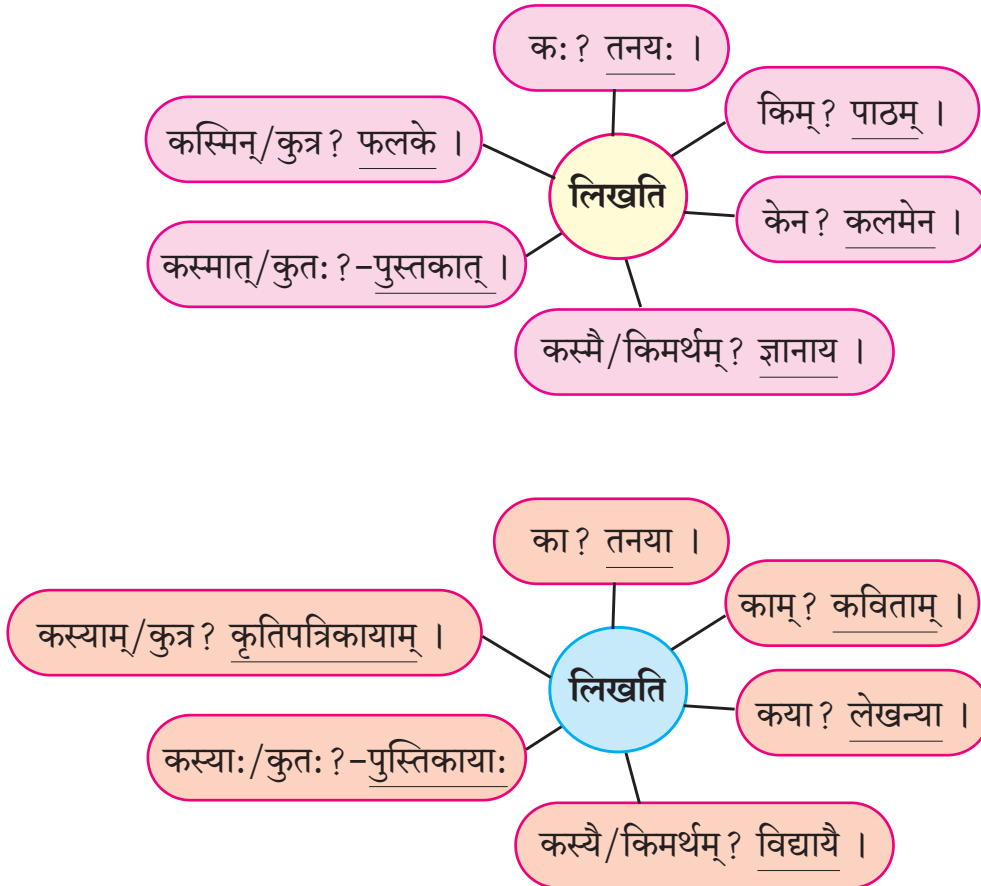 कः? तनयः ।
किम्? पाठम् ।
कस्मिन्/कुत्र? फलके ।
लिखति
केन? कलमेन ।
कस्मात्/कुतः?-पुस्तकात् ।
कस्मै/किमर्थम्? ज्ञानाय ।
का? तनया ।
काम्? कविताम् ।
कस्याम्/कुत्र? कृतिपत्रिकायाम् ।
लिखति
कया? लेखन्या ।
कस्याः/कुतः?-पुस्तिकायाः
कस्यै/किमर्थम्? विद्यायै ।